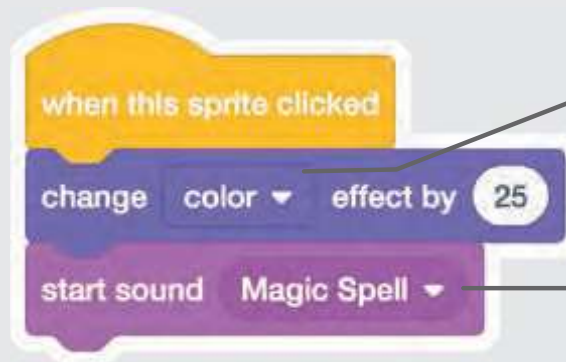 when this sprite clicked
change color effect by 25
start sound Magic Spell